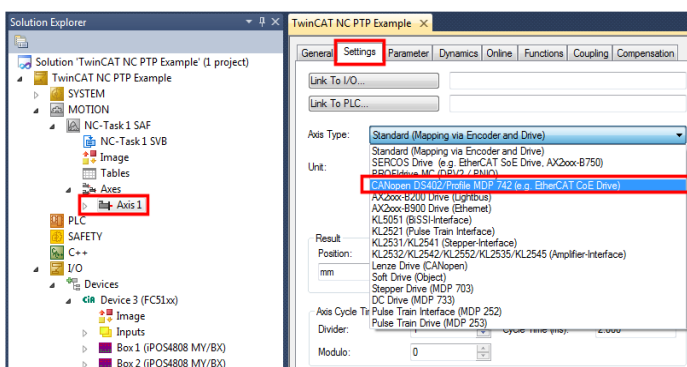 Solution Explorer
Solution 'TwinCAT NC PTP Example' (1 project)
TwinCAT NC PTP Example
SYSTEM
MOTION
NC-Task 1 SAF
NC-Task 1 SVB
Image
Tables
Axes
Axis 1
PLC
SAFETY
C++
I/O
Devices
Device 3 (FC51xx)
Image
Inputs
Box 1 (iPOS4808 MY/BX)
Box 2 (iPOS4808 MY/BX)
TwinCAT NC PTP Example
General Settings Parameter Dynamics Online Functions Coupling Compensation
Link To I/O...
Link To PLC...
Axis Type: Standard (Mapping via Encoder and Drive)
Standard (Mapping via Encoder and Drive)
SERCOS Drive (e.g. EtherCAT SoE Drive, AX2xxx-B750)
Unit: PROFIdrive MC (DPV2 / PNIO)
CANopen DS402/Profile MDP 742 (e.g. EtherCAT CoE Drive)
AX2xxx-B200 Drive (Lightbus)
AX2xxx-B900 Drive (Ethernet)
KL5051 (BiSSI-Interface)
KL2521 (Pulse Train Interface)
KL2531/KL2541 (Stepper-Interface)
KL2532/KL2542/KL2552/KL2535/KL2545 (Amplifier-Interface)
Lenze Drive (CANopen)
Soft Drive (Object)
Stepper Drive (MDP 703)
DC Drive (MDP 733)
Pulse Train Interface (MDP 252)
Pulse Train Drive (MDP 253)
Result
Position:
mm
Axis Cycle
Divider: Cycle Time (ms): 2.000
Modulo: 0